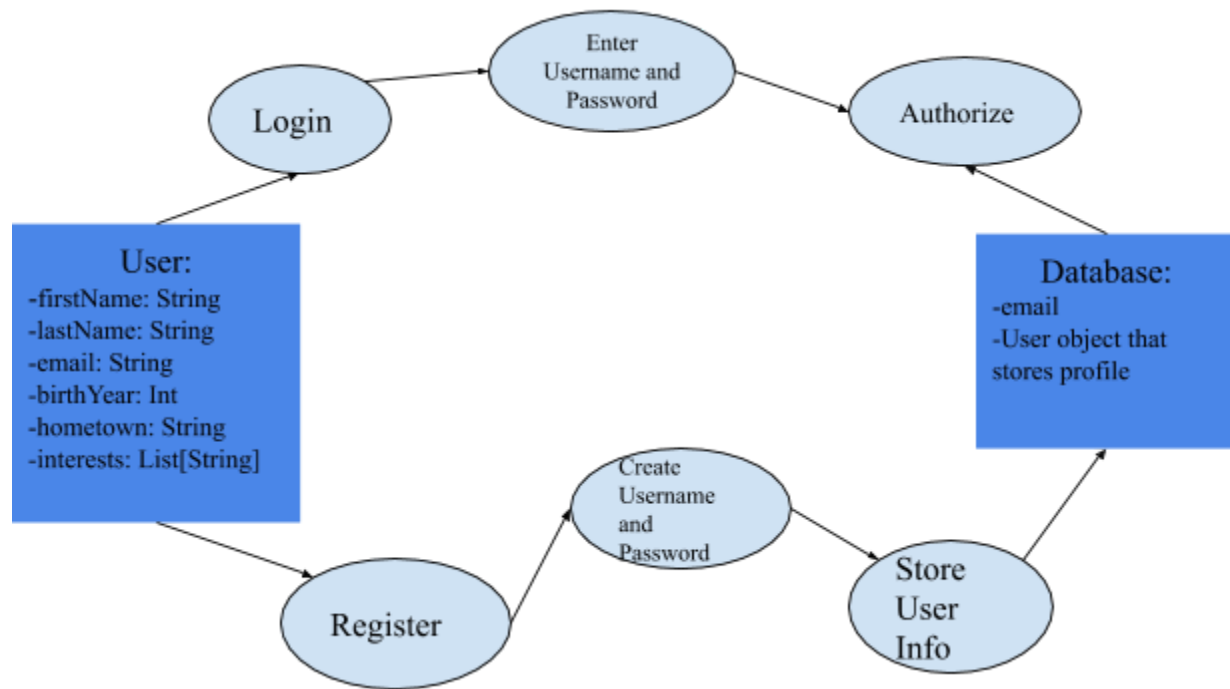 Enter
Username and
Password
Login
Authorize
User:
-firstName: String
-lastName: String
-email: String
-birthYear: Int
-hometown: String
-interests: List[String]
Database:
-email
-User object that
stores profile
Create
Username
and
Password
Register
Store
User
Info